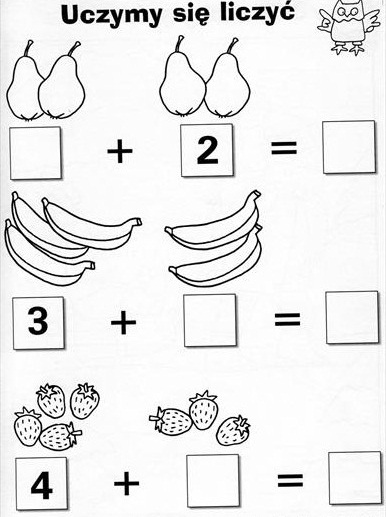 Uczymy się liczyć
+ 2 =
3 + =
4 + =